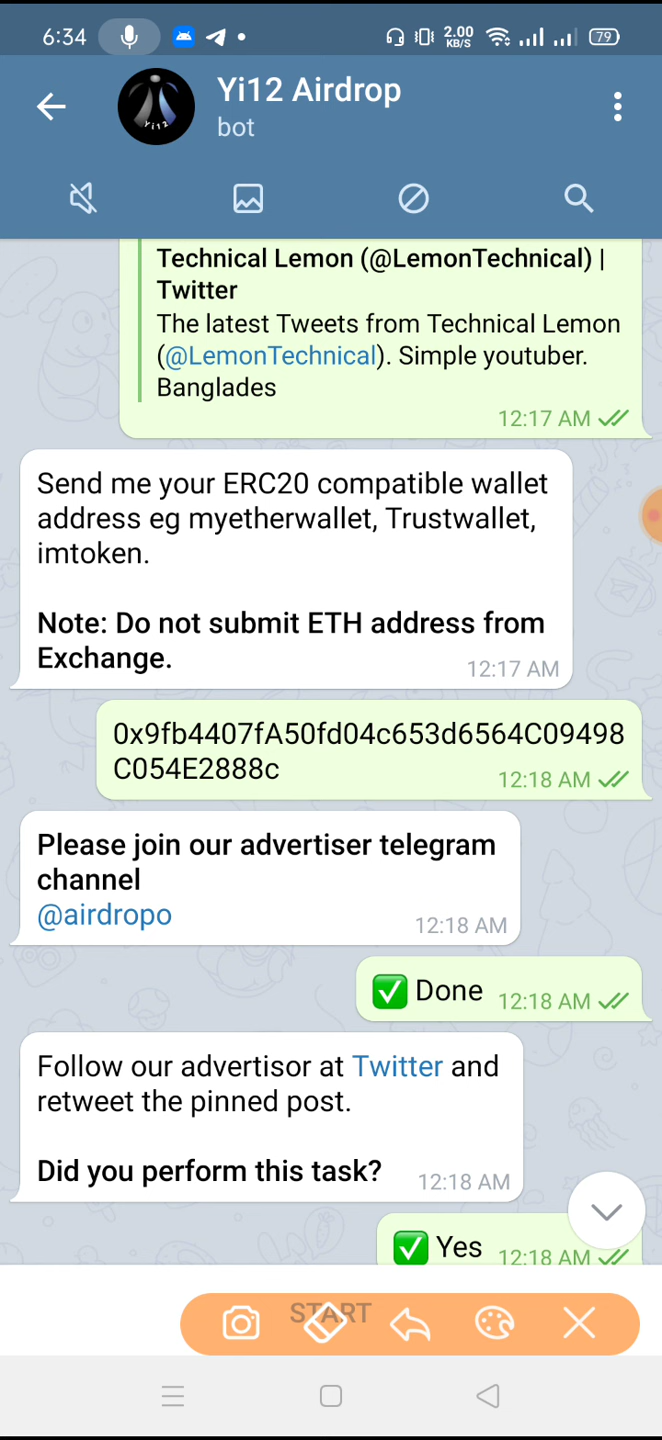 6:34
2.00
KB/S
79
Yi12 Airdrop
bot
Yi12
Technical Lemon (@LemonTechnical) |
Twitter
The latest Tweets from Technical Lemon
(@LemonTechnical). Simple youtuber.
Banglades
12:17 AM
Send me your ERC20 compatible wallet
address eg myetherwallet, Trustwallet,
imtoken.
Note: Do not submit ETH address from
Exchange.
12:17 AM
0x9fb4407fA50fd04c653d6564C09498
C054E2888c
12:18 AM
Please join our advertiser telegram
channel
@airdropo
12:18 AM
✅ Done
12:18 AM
Follow our advertisor at Twitter and
retweet the pinned post.
Did you perform this task?
12:18 AM
✅ Yes
12:18 AM
START